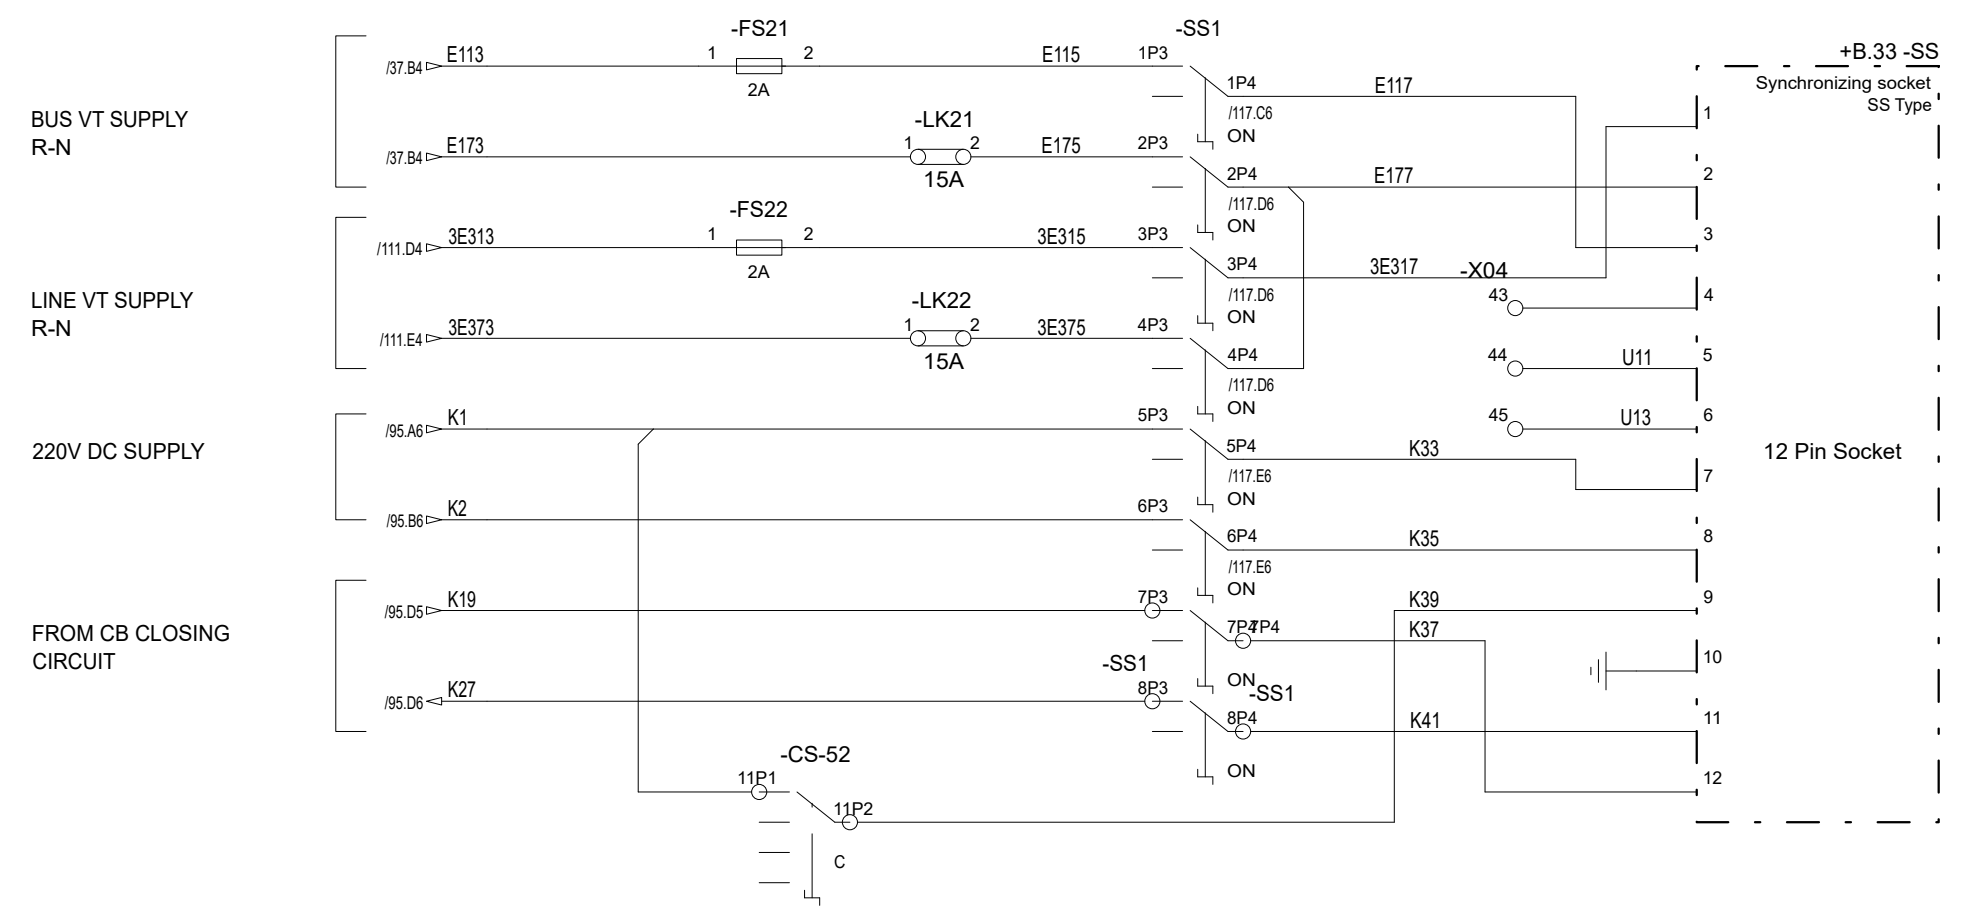 -FS21
-SS1
+B.33 -SS
Synchronizing socket
SS Type
12 Pin Socket
BUS VT SUPPLY
R-N
/37.B4
E113
1
2
2A
E115
1P3
1P4
/117.C6
ON
E117
1
/37.B4
E173
-LK21
1
2
15A
E175
2P3
2P4
/117.D6
ON
E177
2
LINE VT SUPPLY
R-N
/111.D4
3E313
-FS22
1
2
2A
3E315
3P3
3P4
/117.D6
ON
3E317
3
/111.E4
3E373
-LK22
1
2
15A
3E375
4P3
4P4
/117.D6
ON
-X04
43
4
44
U11
5
45
U13
6
220V DC SUPPLY
/95.A6
K1
5P3
5P4
/117.E6
ON
K33
7
/95.B6
K2
6P3
6P4
/117.E6
ON
K35
8
FROM CB CLOSING
CIRCUIT
/95.D5
K19
7P3
7P4
7P4
ON
K39
9
K37
10
/95.D6
K27
-SS1
8P3
-SS1
8P4
ON
K41
11
12
-CS-52
11P1
11P2
C